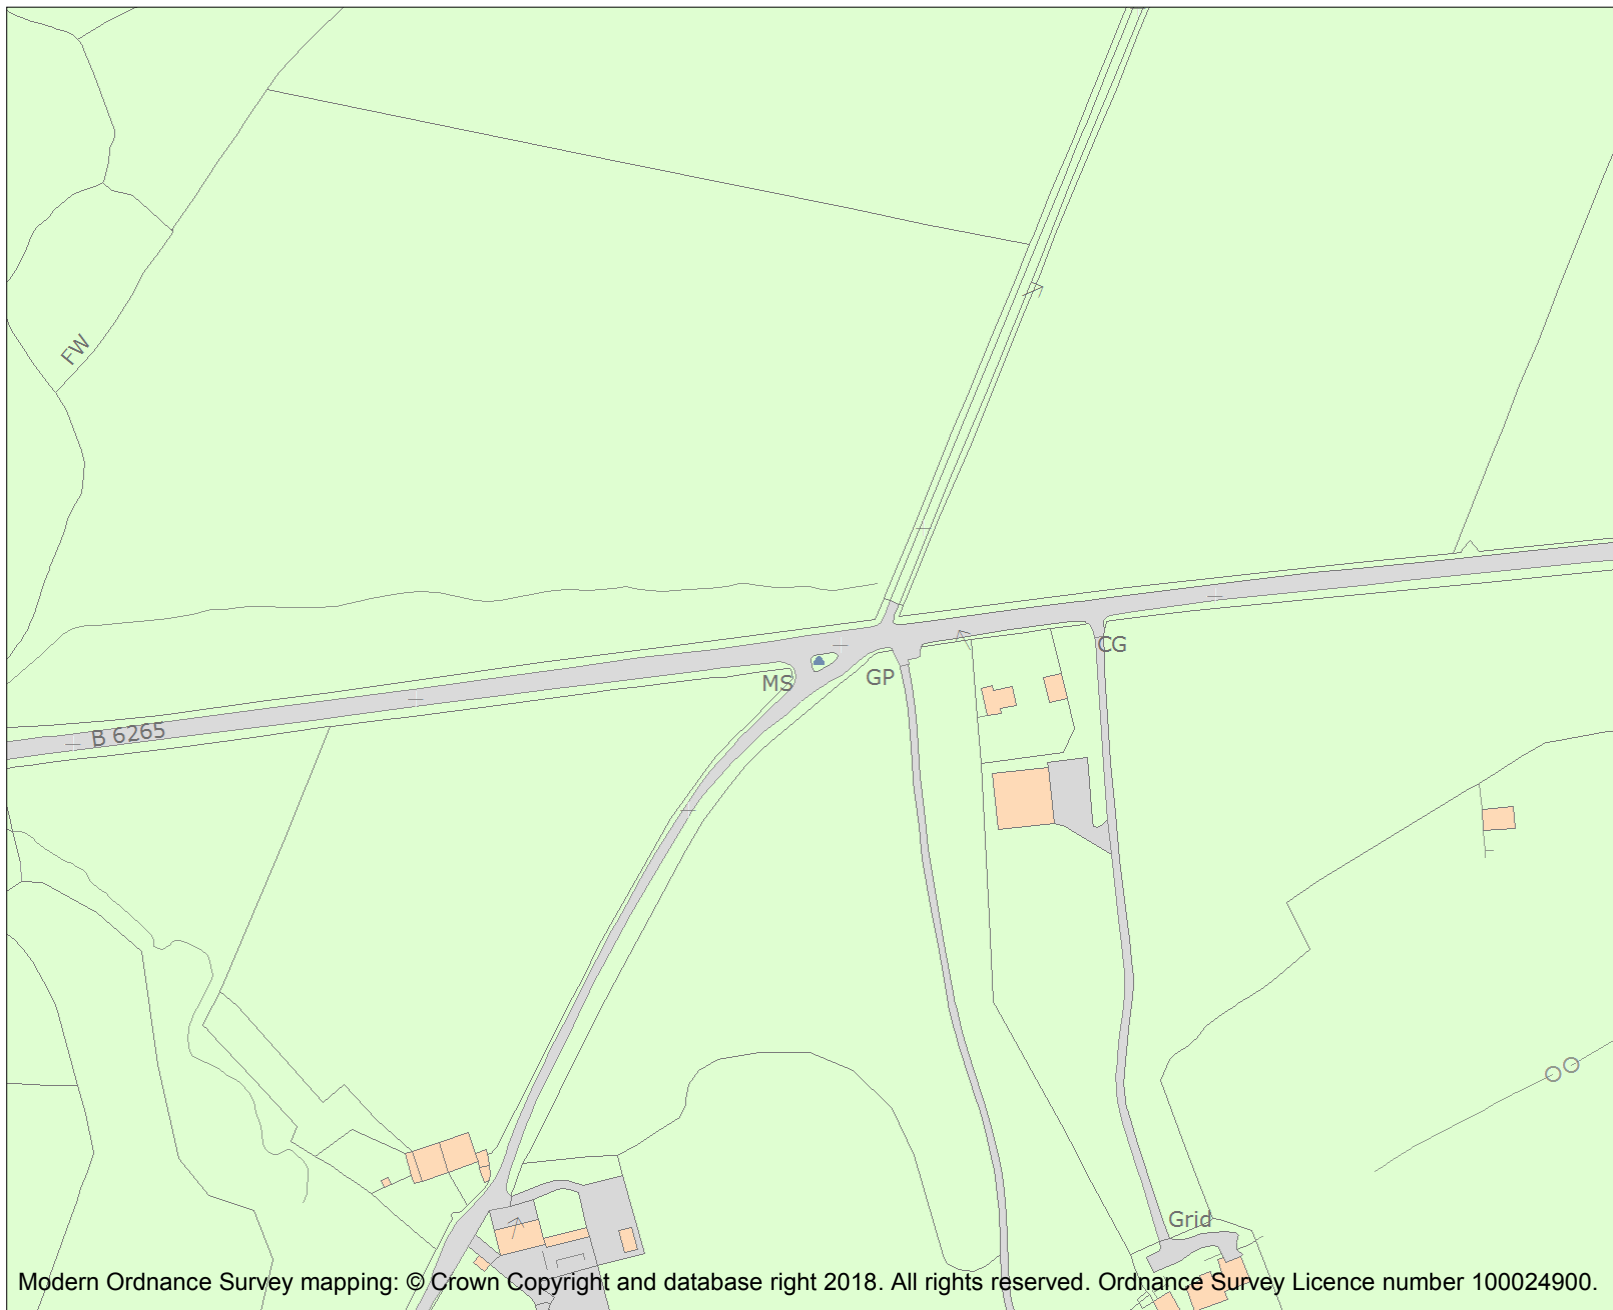 FW
CG
MS
GP
B 6265
Grid
Modern Ordnance Survey mapping: © Crown Copyright and database right 2018. All rights reserved. Ordnance Survey Licence number 100024900.